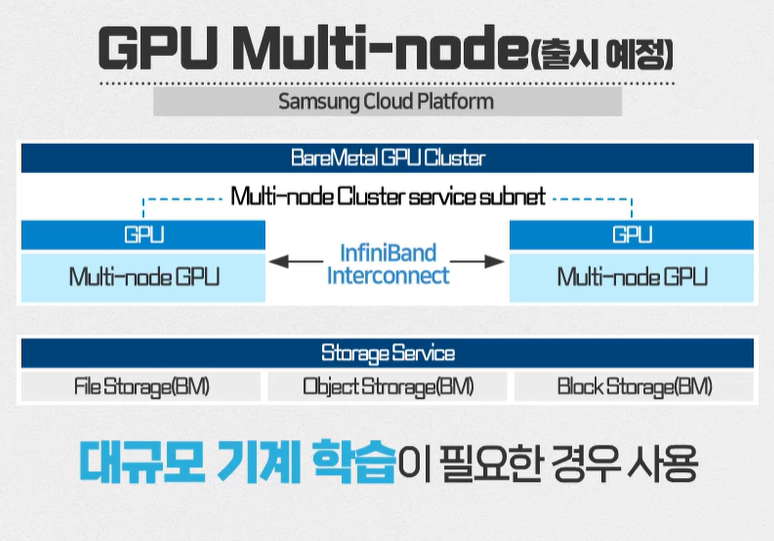 GPU Multi-node(출시 예정)
Samsung Cloud Platform
BareMetal GPU Cluster
Multi-node Cluster service subnet
GPU
GPU
Multi-node GPU
InfiniBand
Interconnect
Multi-node GPU
Storage Service
File Storage(BM)
Object Strorage(BM)
Block Storage(BM)
대규모 기계 학습이 필요한 경우 사용